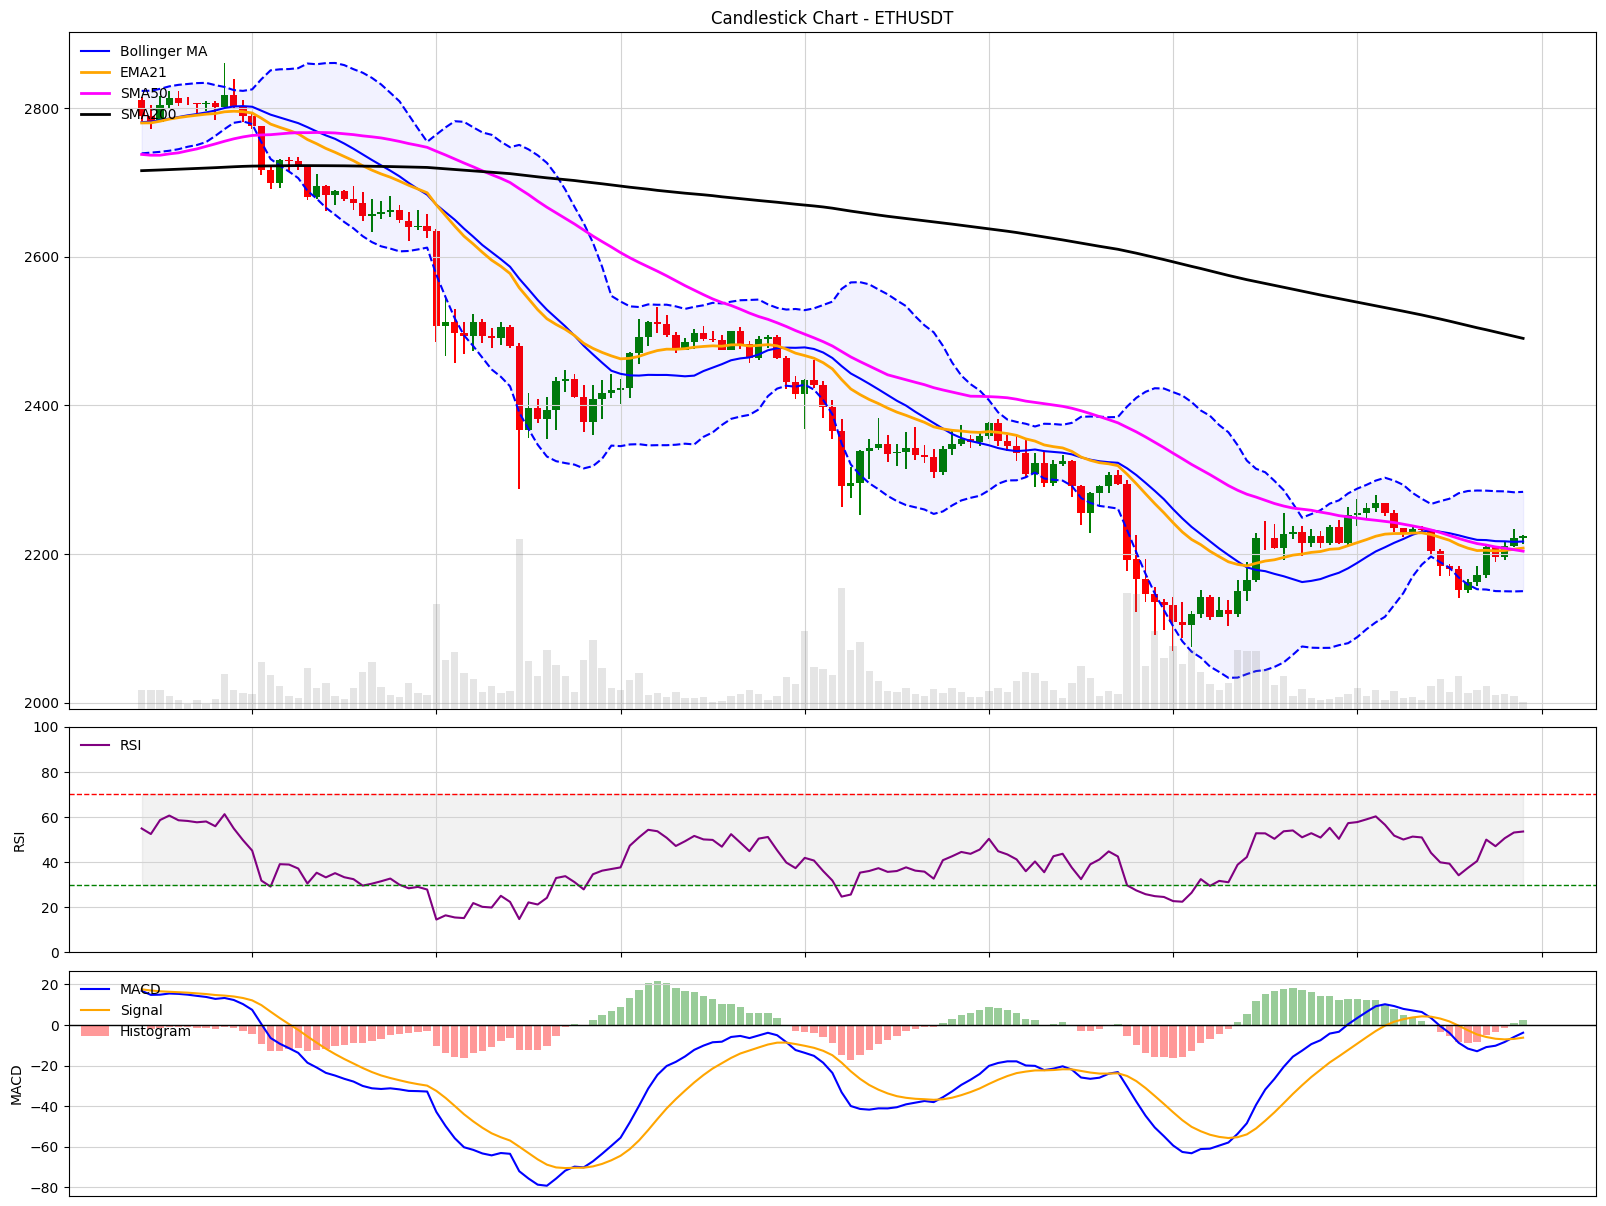 Candlestick Chart - ETHUSDT
Bollinger MA
EMA21
SMA50
SMA200
2800
2600
2400
2200
2000
100
80
60
40
20
0
RSI
RSI
20
0
−20
−40
−60
−80
MACD
MACD
Signal
Histogram